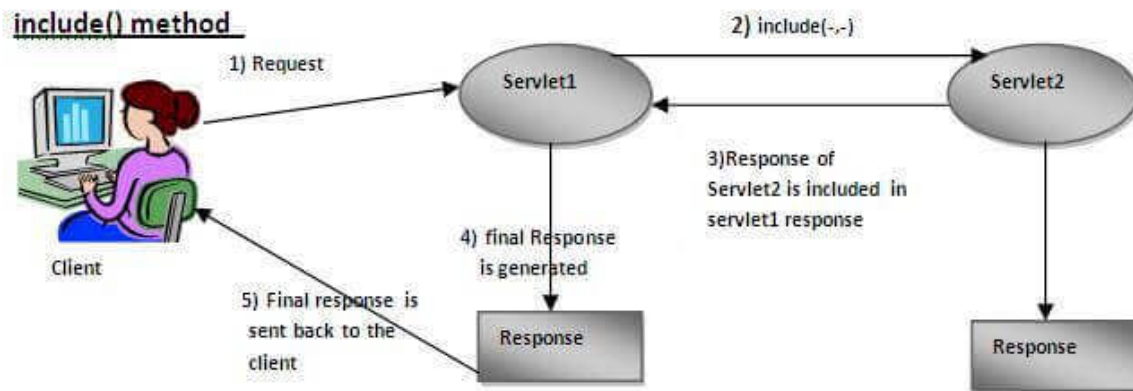 include() method
1) Request
2) include(-,-)
Servlet1
Servlet2
3)Response of
Servlet2 is included in
servlet1 response
Client
4) final Response
is generated
5) Final response is
sent back to the
client
Response
Response